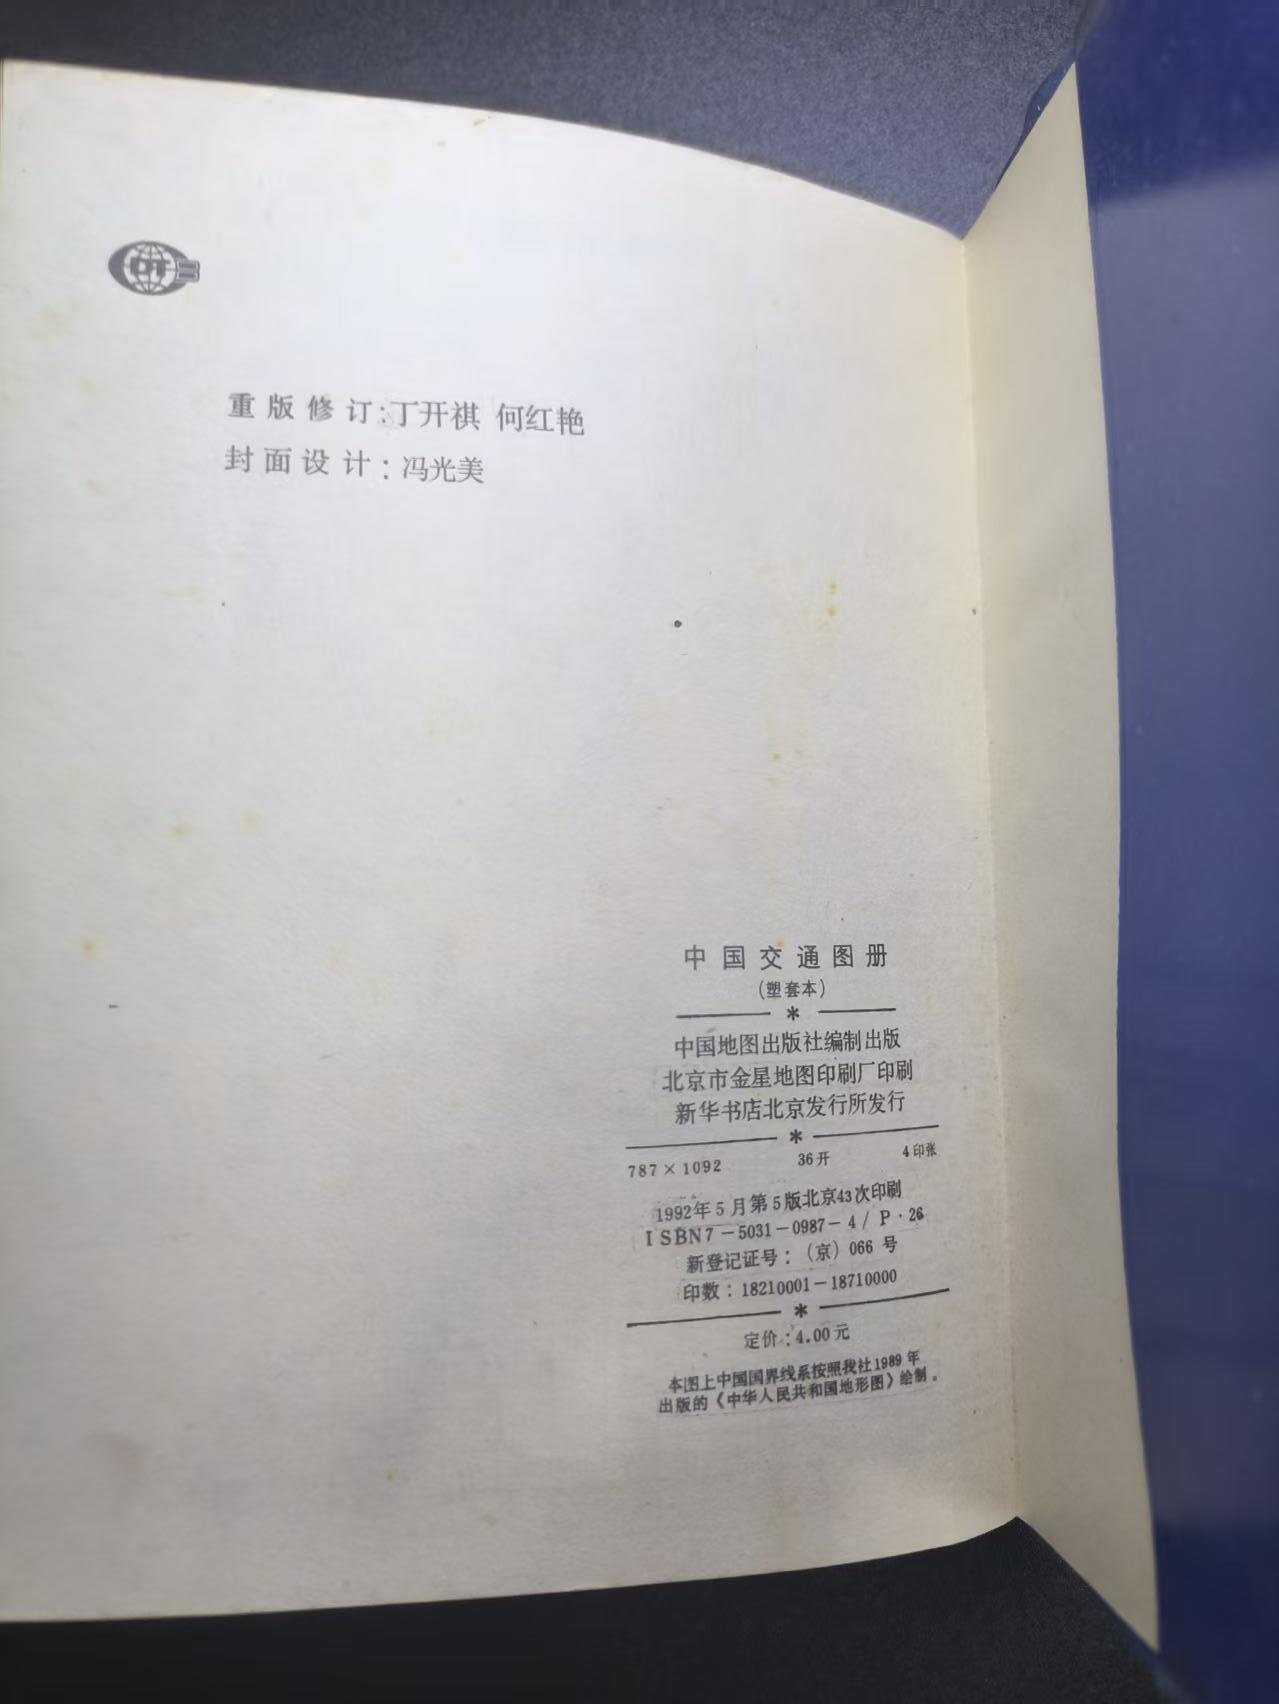 DT
重版修订:丁开祺 何红艳
封面设计:冯光美
中国交通图册
(塑套本)
*
中国地图出版社编制出版
北京市金星地图印刷厂印刷
新华书店北京发行所发行
*
787×1092 36开 4印张
1992年5月第5版北京43次印刷
ISBN7-5031-0987-4/P·26
新登记证号:(京)066号
印数:18210001-18710000
*
定价:4.00元
本图上中国国界线系按照我社1989年
出版的《中华人民共和国地形图》绘制。